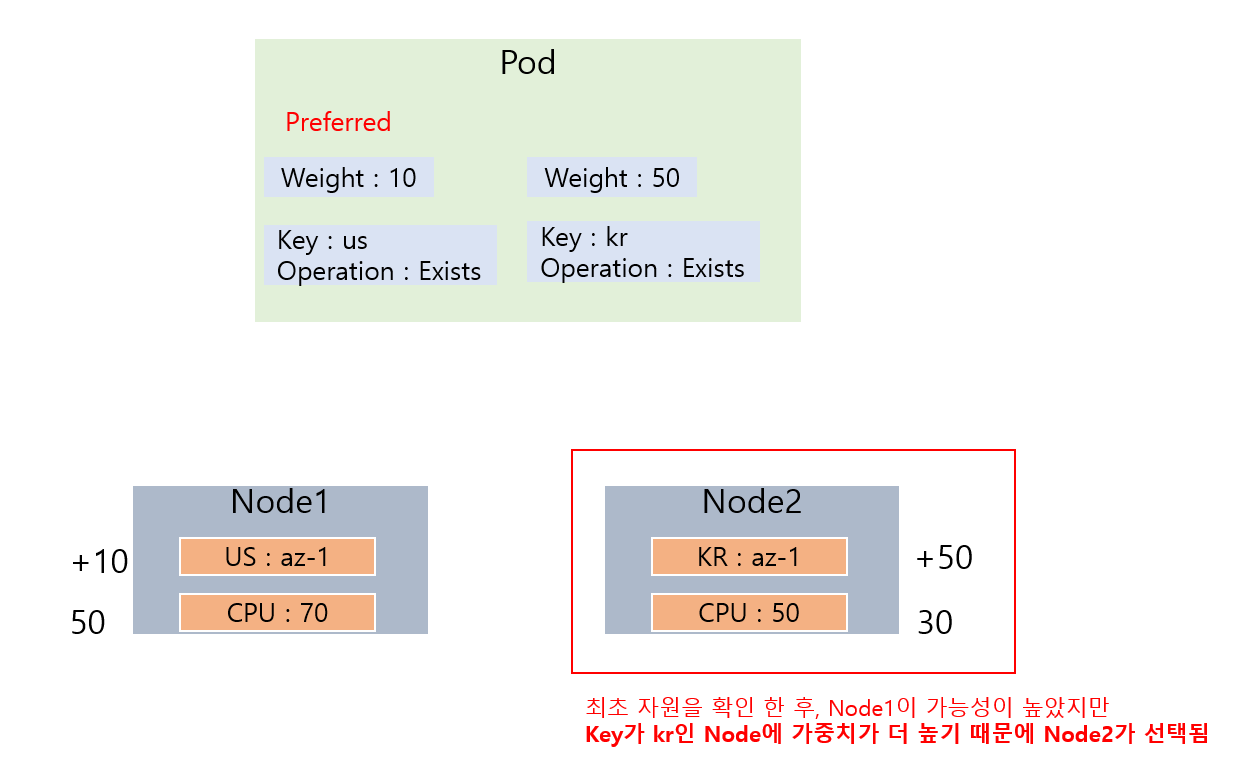 Pod
Preferred
Weight : 10
Weight : 50
Key : us
Operation : Exists
Key : kr
Operation : Exists
Node1
US : az-1
CPU : 70
+10
50
Node2
KR : az-1
CPU : 50
+50
30
최초 자원을 확인 한 후, Node1이 가능성이 높았지만
Key가 kr인 Node에 가중치가 더 높기 때문에 Node2가 선택됨